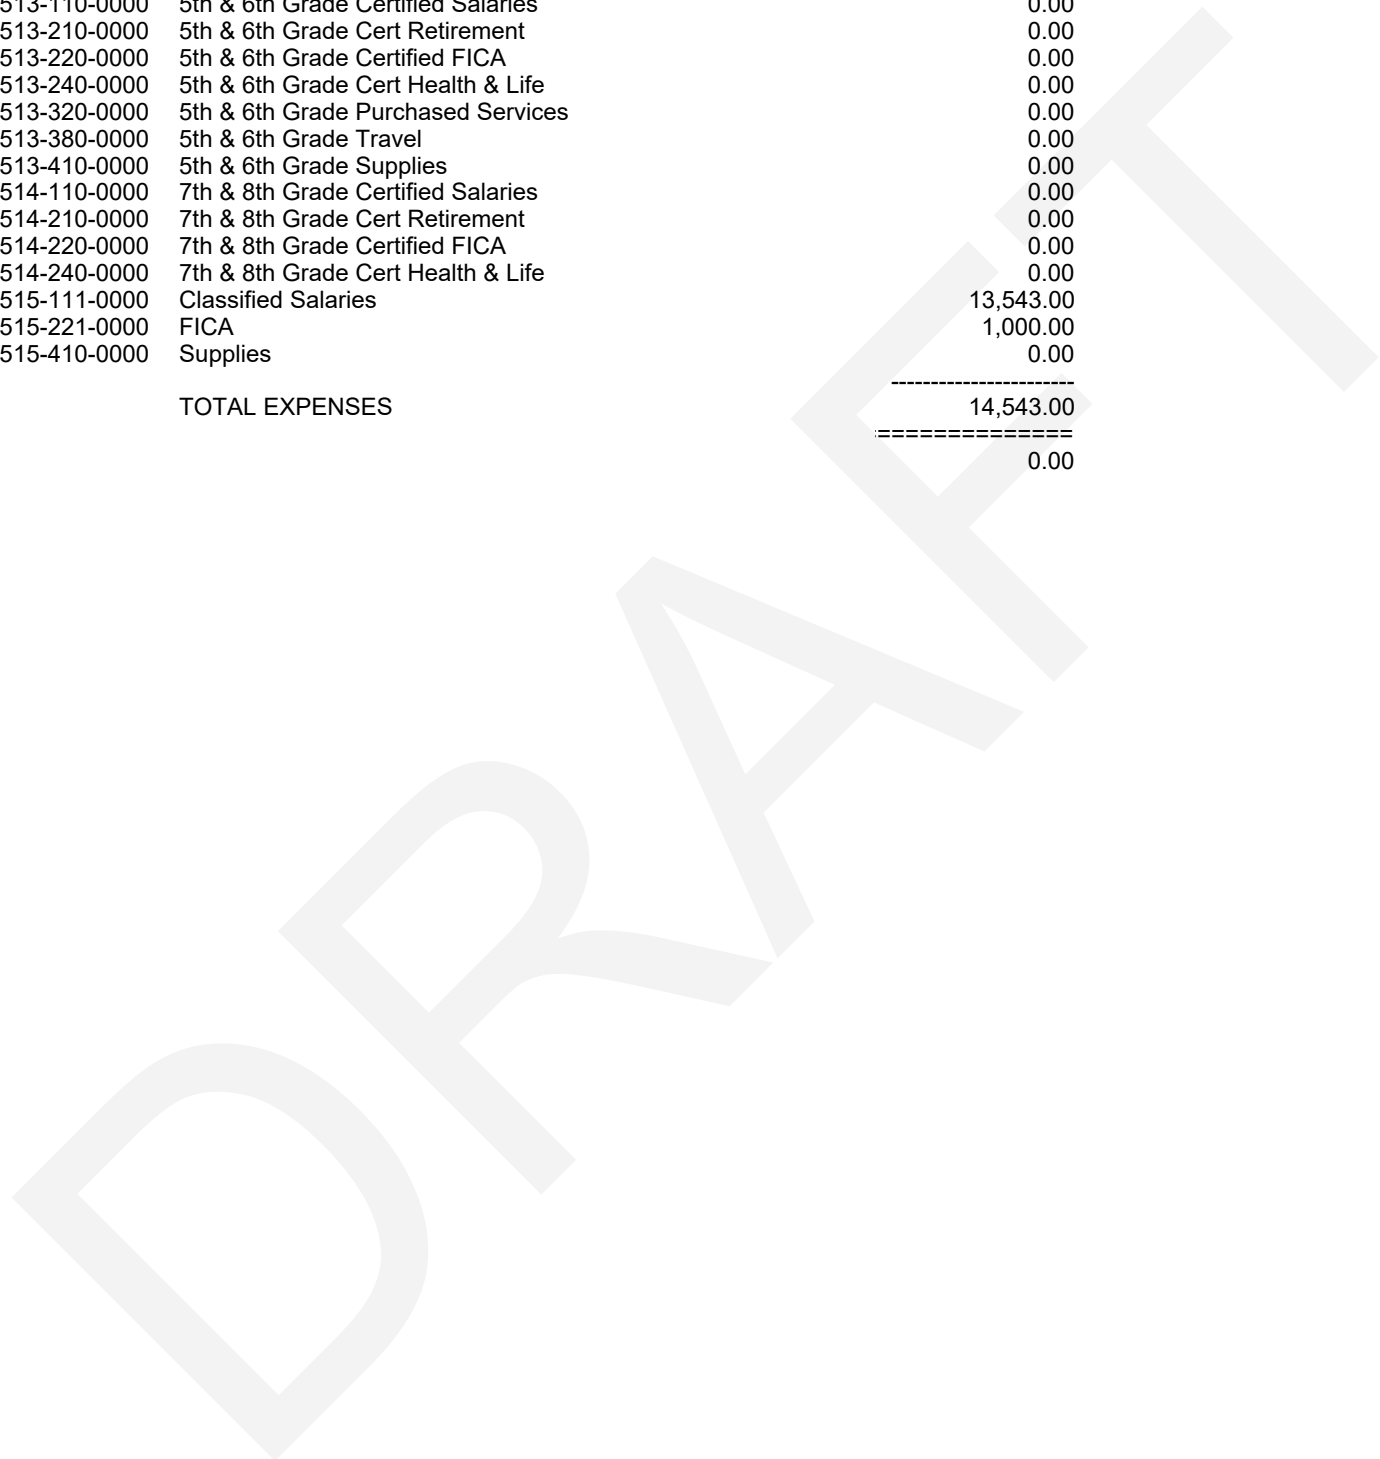 513-110-0000 5th & 6th Grade Certified Salaries 0.00
513-210-0000 5th & 6th Grade Cert Retirement 0.00
513-220-0000 5th & 6th Grade Certified FICA 0.00
513-240-0000 5th & 6th Grade Cert Health & Life 0.00
513-320-0000 5th & 6th Grade Purchased Services 0.00
513-380-0000 5th & 6th Grade Travel 0.00
513-410-0000 5th & 6th Grade Supplies 0.00
514-110-0000 7th & 8th Grade Certified Salaries 0.00
514-210-0000 7th & 8th Grade Cert Retirement 0.00
514-220-0000 7th & 8th Grade Certified FICA 0.00
514-240-0000 7th & 8th Grade Cert Health & Life 0.00
515-111-0000 Classified Salaries 13,543.00
515-221-0000 FICA 1,000.00
515-410-0000 Supplies 0.00
-----------------------
TOTAL EXPENSES 14,543.00
==============
0.00
DRAFT